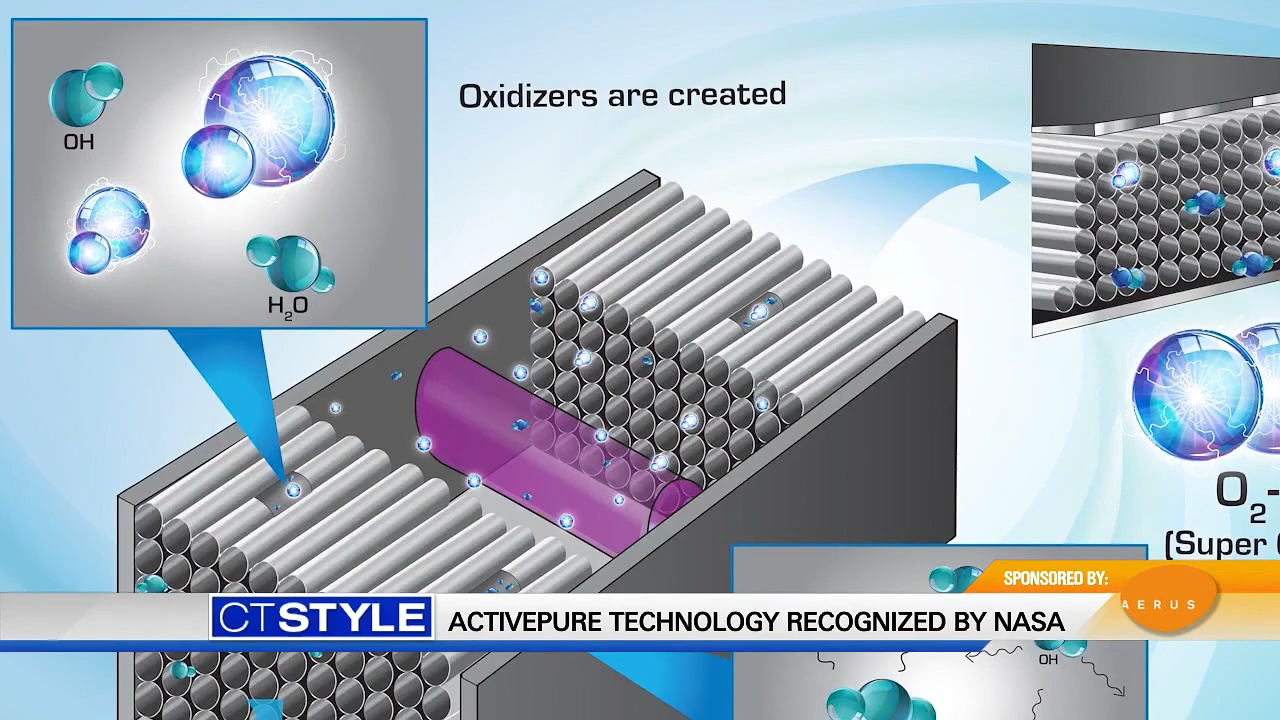 Oxidizers are created
OH
H2O
O2-
(Super
SPONSORED BY:
AERUS
CTSTYLE
ACTIVEPURE TECHNOLOGY RECOGNIZED BY NASA
OH